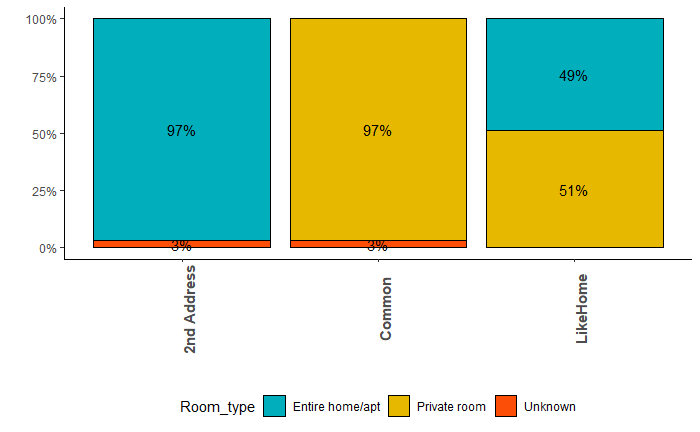 100%
75%
50%
25%
0%
97%
3%
97%
3%
49%
51%
2nd Address
Common
LikeHome
Room_type Entire home/apt Private room Unknown